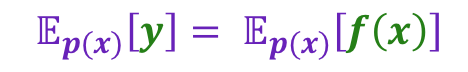 𝔼_{p(x)}[y] = 𝔼_{p(x)}[f(x)]